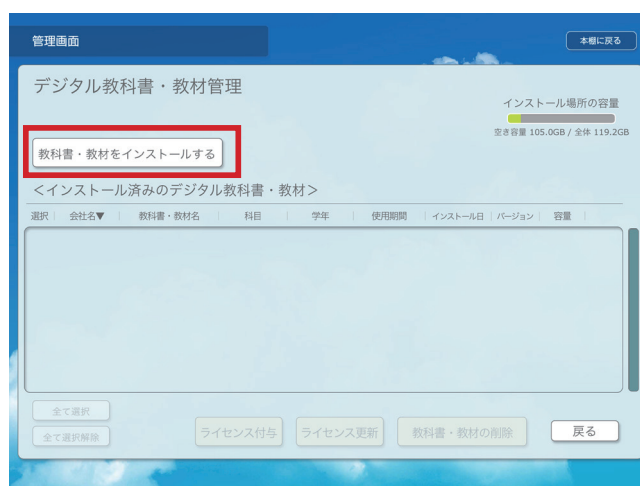 管理画面
本棚に戻る
デジタル教科書・教材管理
インストール場所の容量
空き容量 105.0GB / 全体 119.2GB
教科書・教材をインストールする
＜インストール済みのデジタル教科書・教材＞
選択 会社名▼ 教科書・教材名 科目 学年 使用期間 インストール日 バージョン 容量
全て選択
全て選択解除
ライセンス付与 ライセンス更新 教科書・教材の削除 戻る